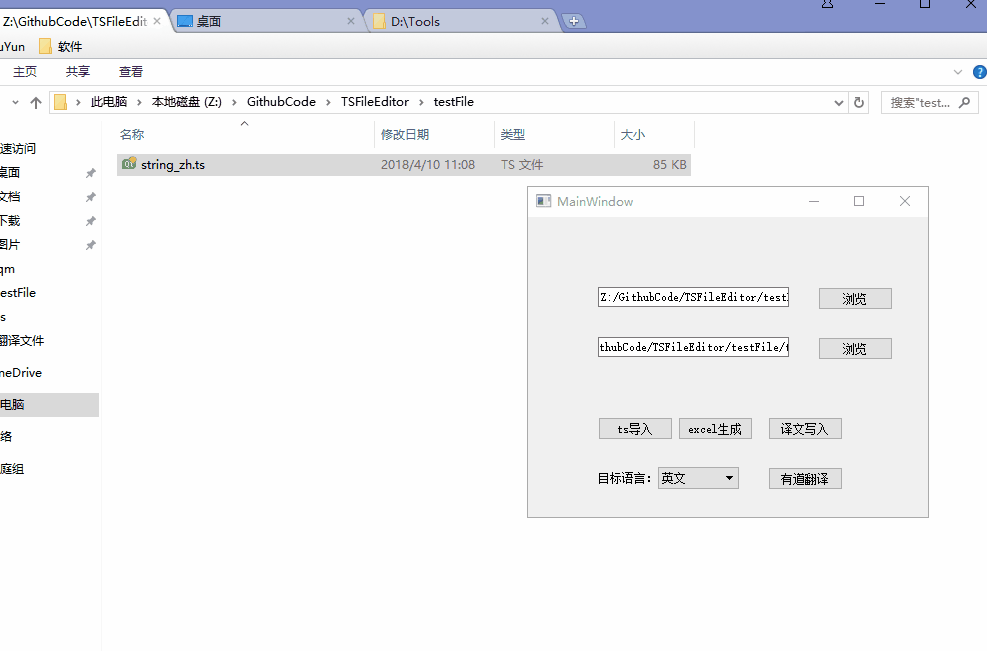 Z:\GithubCode\TSFileEdit 桌面 D:\Tools
uYun 软件
主页 共享 查看
此电脑 本地磁盘 (Z:) GithubCode TSFileEditor testFile 搜索"test...
名称 修改日期 类型 大小
string_zh.ts 2018/4/10 11:08 TS 文件 85 KB
速访问
桌面
文档
下载
图片
qm
estFile
s
翻译文件
neDrive
电脑
络
庭组
MainWindow
Z:/GithubCode/TSFileEditor/test 浏览
thubCode/TSFileEditor/testFile/t 浏览
ts导入 excel生成 译文写入
目标语言: 英文 有道翻译